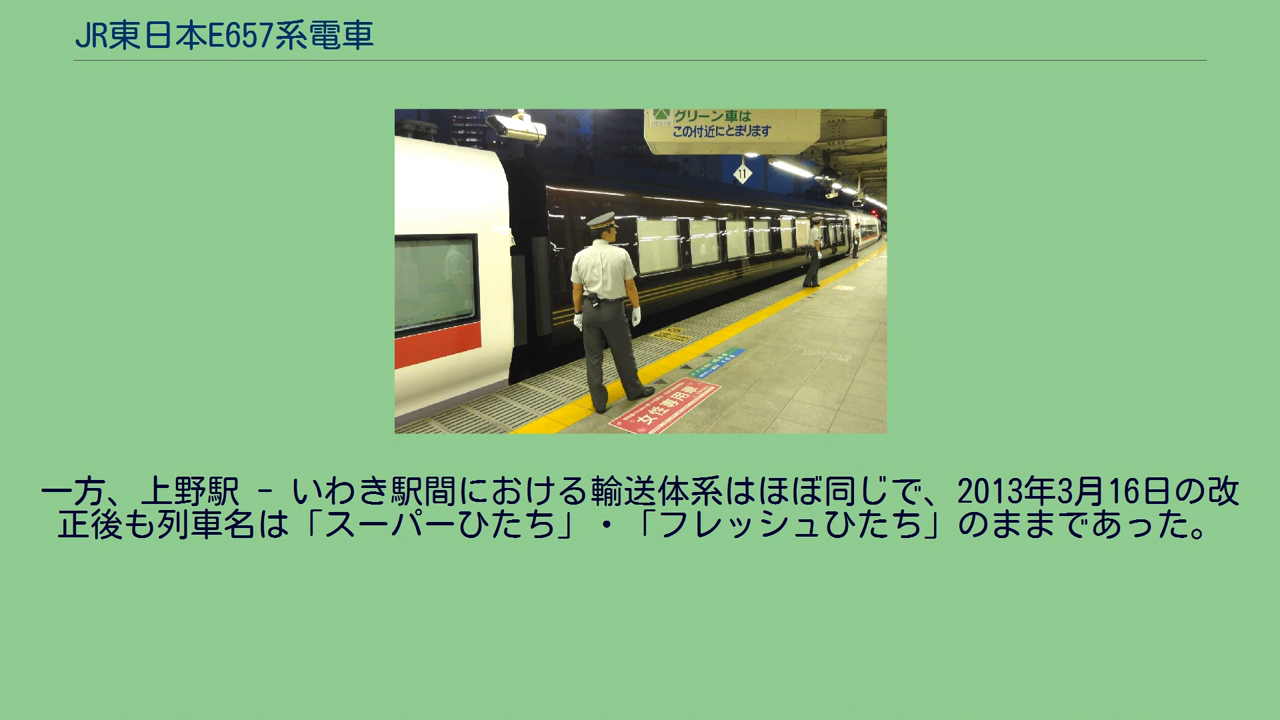 JR東日本E657系電車
グリーン車は
この付近にとまります
11
女性専用車
一方、上野駅 - いわき駅間における輸送体系はほぼ同じで、2013年3月16日の改
正後も列車名は「スーパーひたち」・「フレッシュひたち」のままであった。